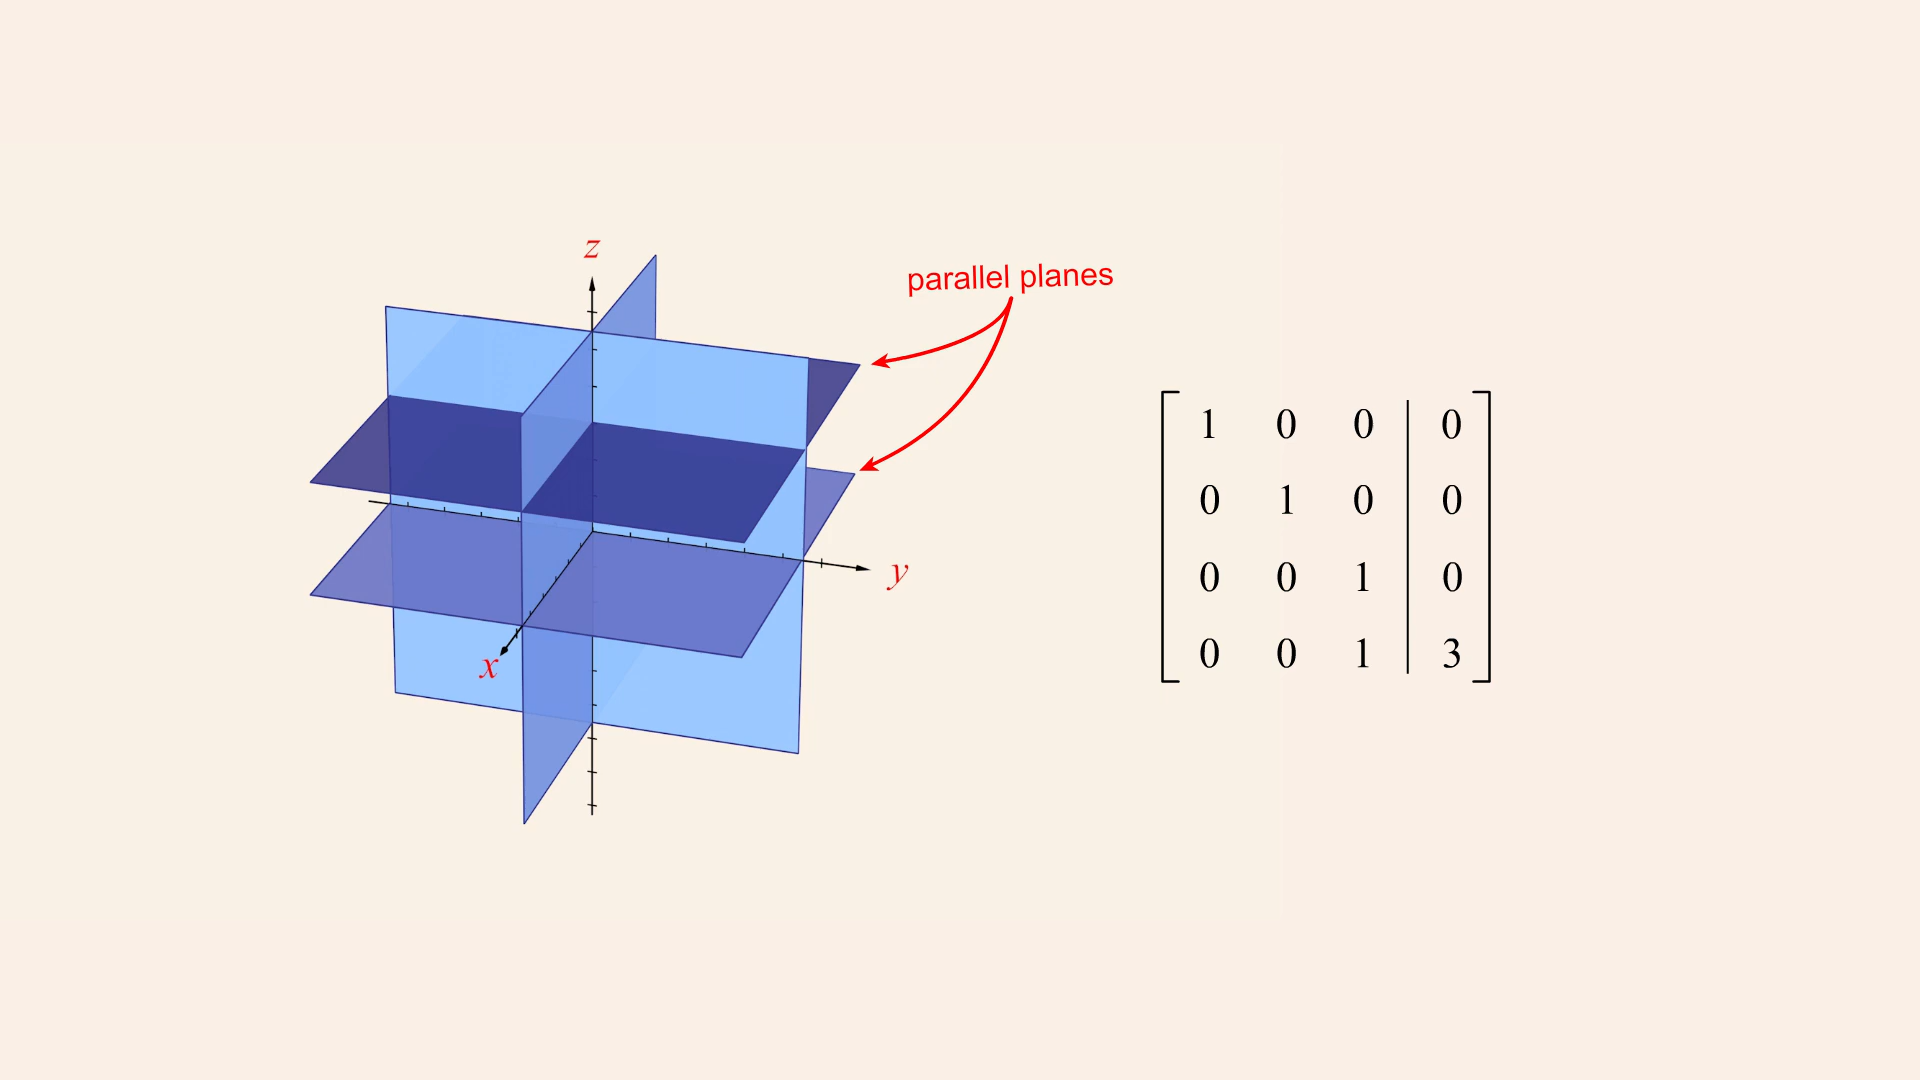 z
parallel planes
y
x
1 0 0 | 0
0 1 0 | 0
0 0 1 | 0
0 0 1 | 3